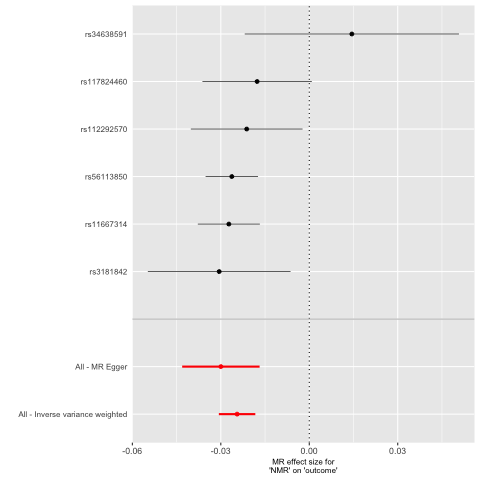 rs34638591
rs117824460
rs112292570
rs56113850
rs11667314
rs3181842
All - MR Egger
All - Inverse variance weighted
-0.06 -0.03 0.00 0.03
MR effect size for
'NMR' on 'outcome'